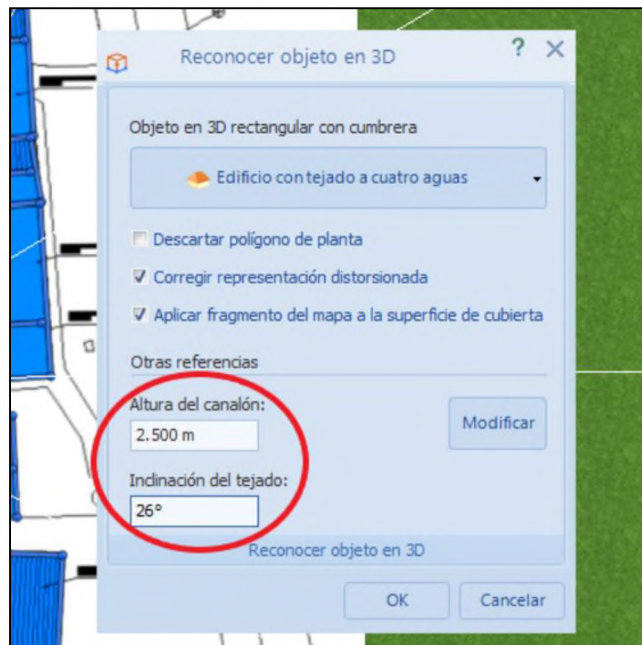 Reconocer objeto en 3D
?
Objeto en 3D rectangular con cumbrera
Edificio con tejado a cuatro aguas
Descartar polígono de planta
Corregir representación distorsionada
Aplicar fragmento del mapa a la superficie de cubierta
Otras referencias
Altura del canalón:
2.500 m
Modificar
Inclinación del tejado:
26°
Reconocer objeto en 3D
OK
Cancelar